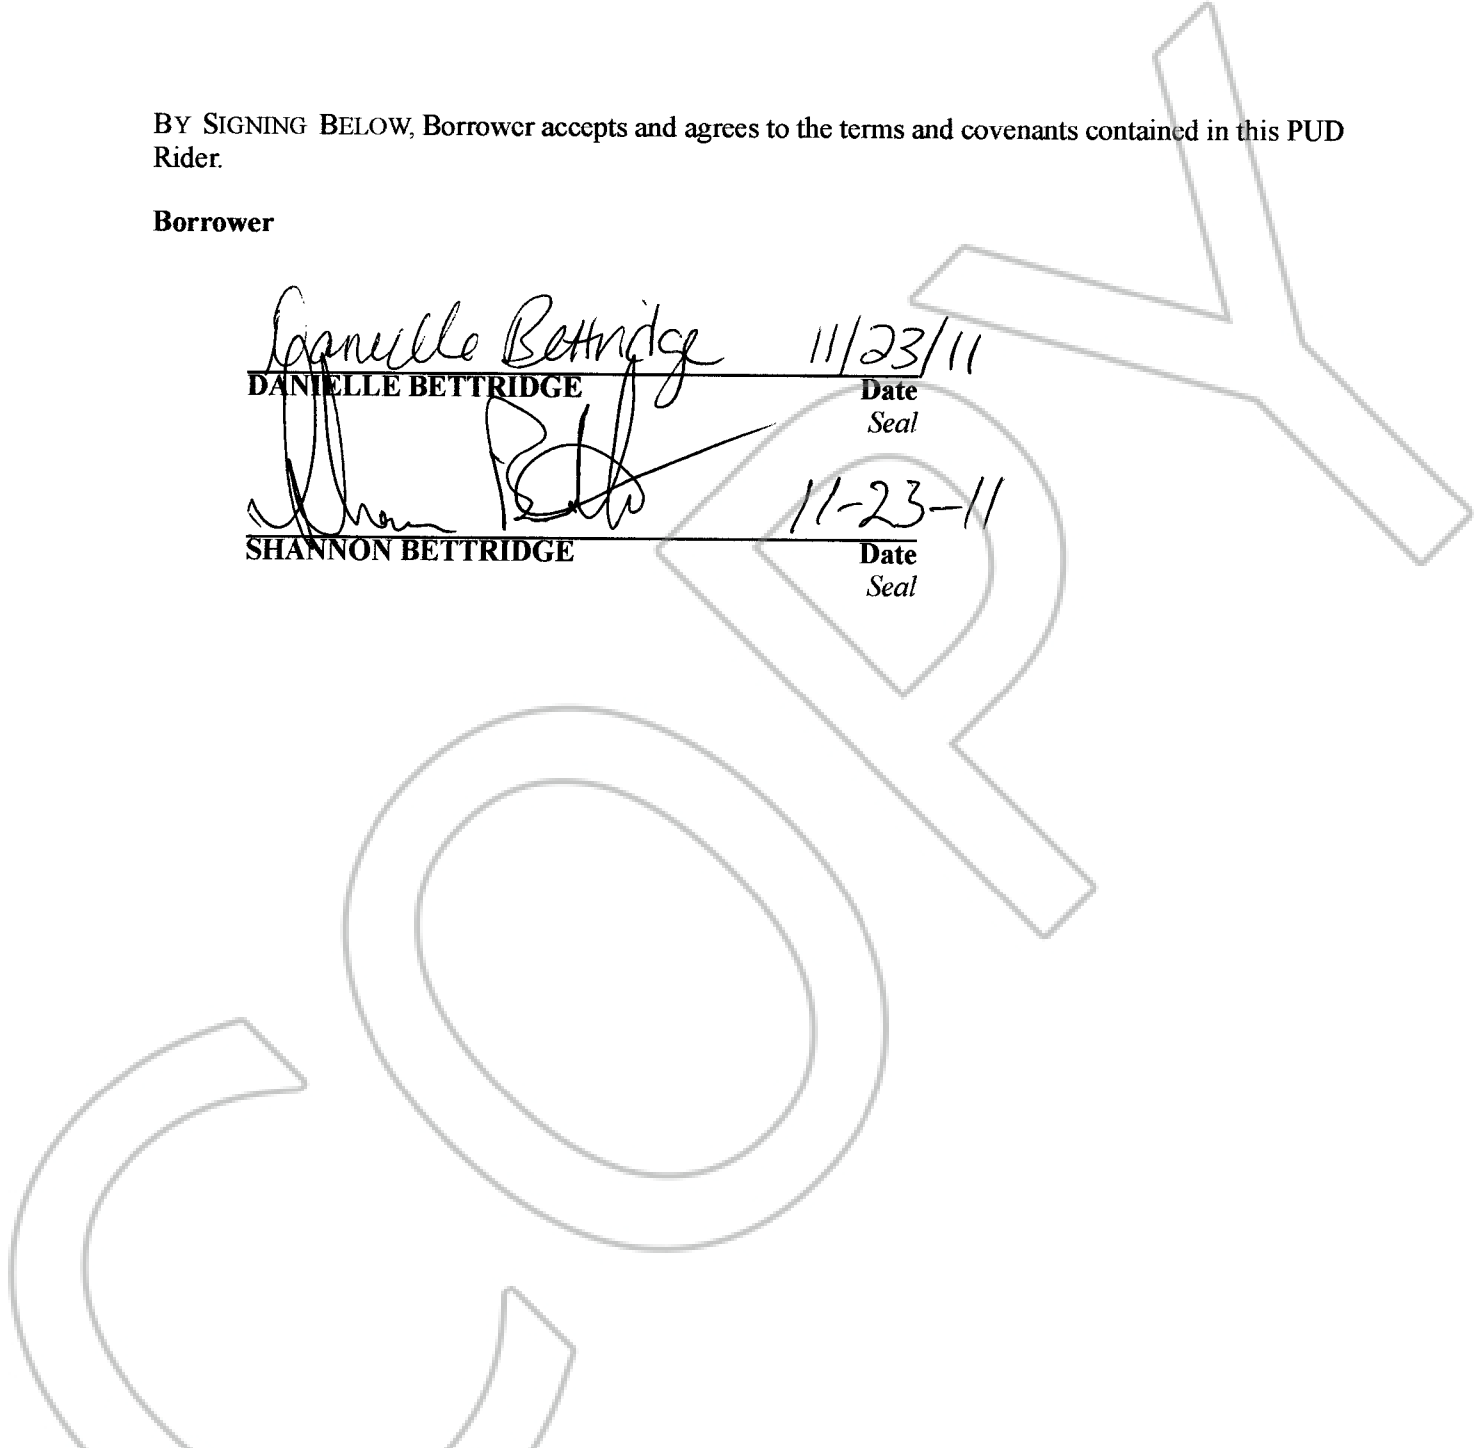 BY SIGNING BELOW, Borrower accepts and agrees to the terms and covenants contained in this PUD
Rider.
Borrower
Danielle Bettridge 11/23/11
DANIELLE BETTRIDGE Date
Seal
11-23-11
SHANNON BETTRIDGE Date
Seal
COPY